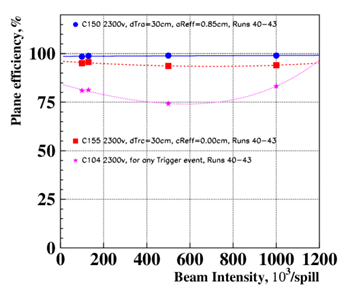 C150 2300v, dTra=30cm, cReff=0.85cm, Runs 40-43
Plane efficiency, %
100
75
50
25
0
C155 2300v, dTra=30cm, cReff=0.00cm, Runs 40-43
C104 2300v, for any Trigger event, Runs 40-43
0 200 400 600 800 1000 1200
Beam Intensity, 10³/spill